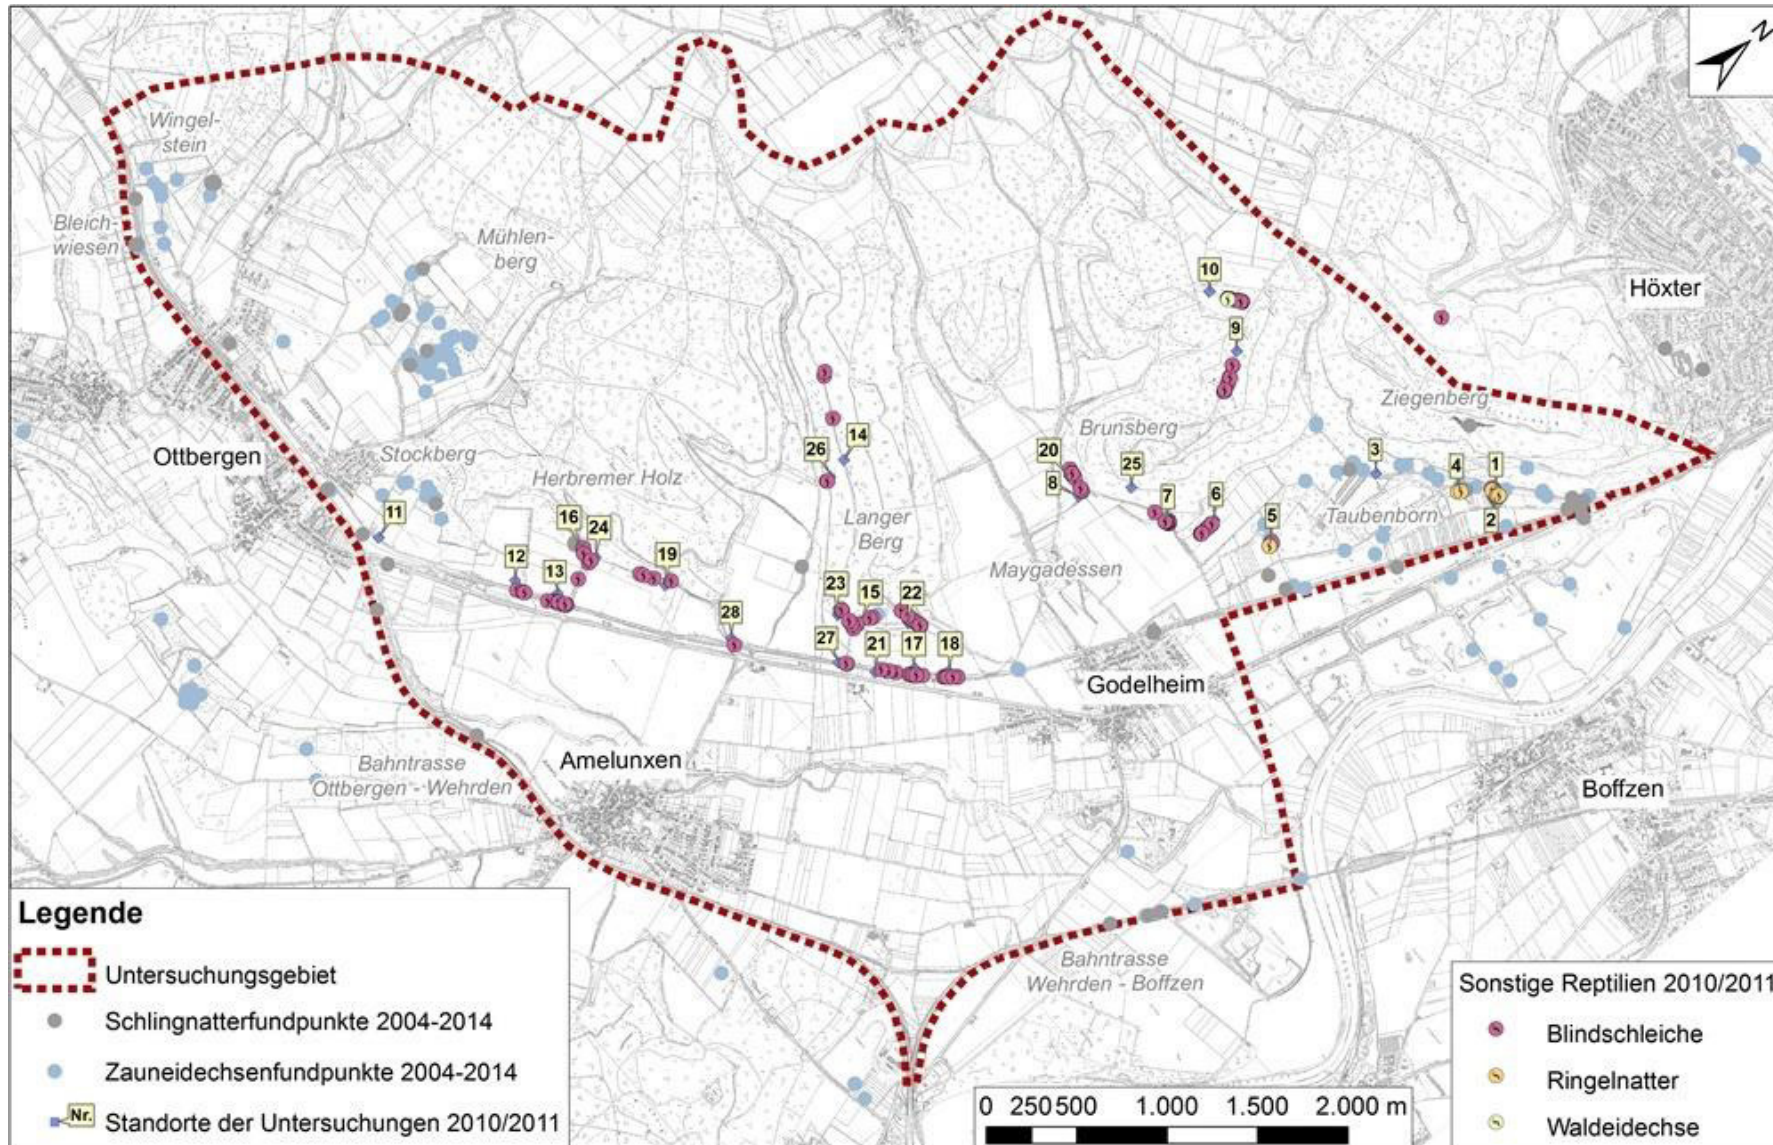 N
Wingel-
stein
Bleich-
wiesen
Mühlen-
berg
10
Höxter
9
Ziegenberg
Brunsberg
Ottbergen
Stockberg
Herbremer Holz
26
14
20
8
25
7
6
3
4
1
2
5
Taubenborn
11
16
24
Langer
Berg
12
13
19
Maygadessen
23
15
22
28
27
21
17
18
Godelheim
Amelunxen
Bahntrasse
Ottbergen - Wehrden
Boffzen
Bahntrasse
Wehrden - Boffzen
Legende
Untersuchungsgebiet
Schlingnatterfundpunkte 2004-2014
Zauneidechsenfundpunkte 2004-2014
Nr. Standorte der Untersuchungen 2010/2011
0 250 500 1.000 1.500 2.000 m
Sonstige Reptilien 2010/2011
Blindschleiche
Ringelnatter
Waldeidechse